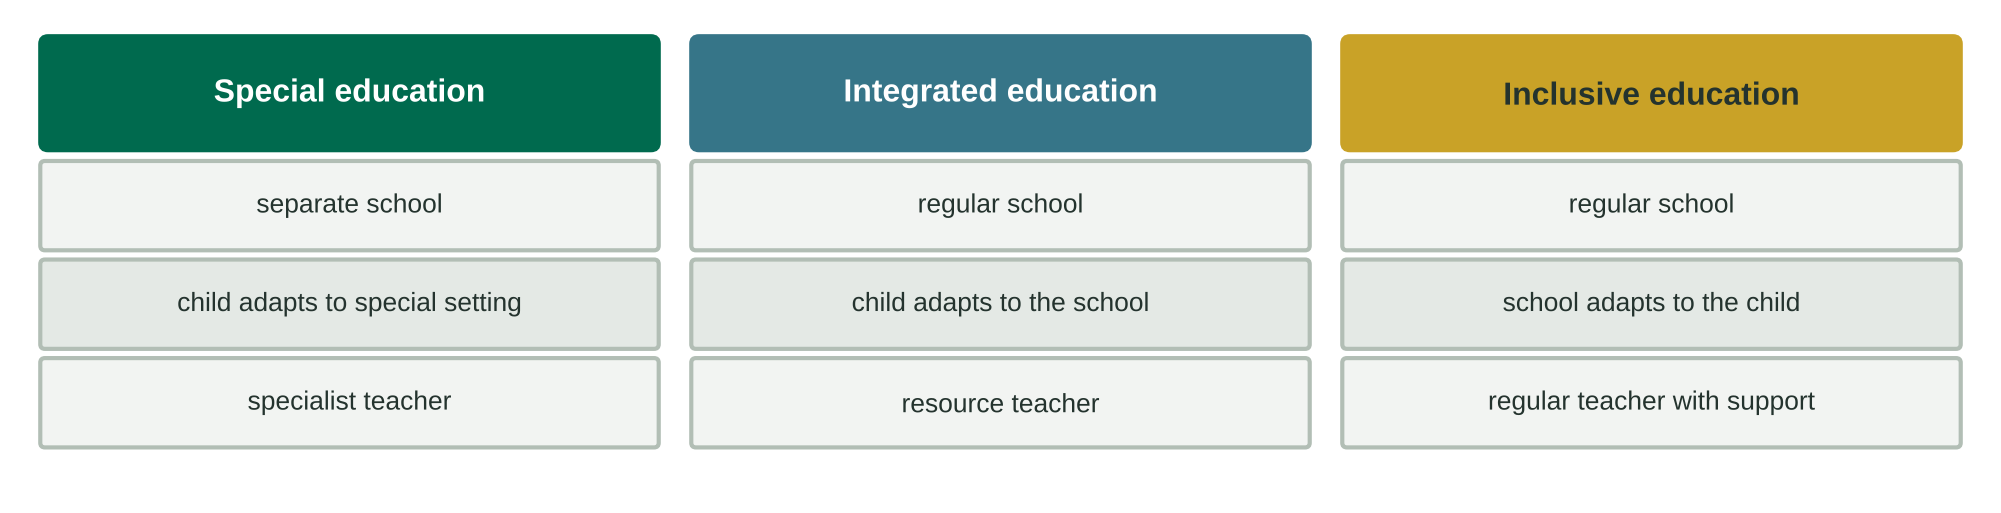 Special education
Integrated education
Inclusive education
separate school
regular school
regular school
child adapts to special setting
child adapts to the school
school adapts to the child
specialist teacher
resource teacher
regular teacher with support